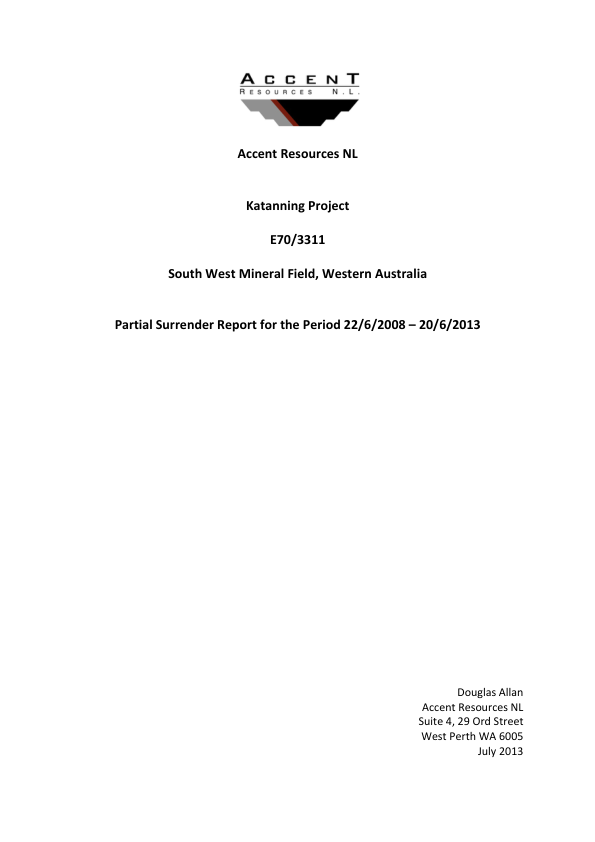 ACCENT
RESOURCES N.L.
Accent Resources NL
Katanning Project
E70/3311
South West Mineral Field, Western Australia
Partial Surrender Report for the Period 22/6/2008 – 20/6/2013
Douglas Allan
Accent Resources NL
Suite 4, 29 Ord Street
West Perth WA 6005
July 2013